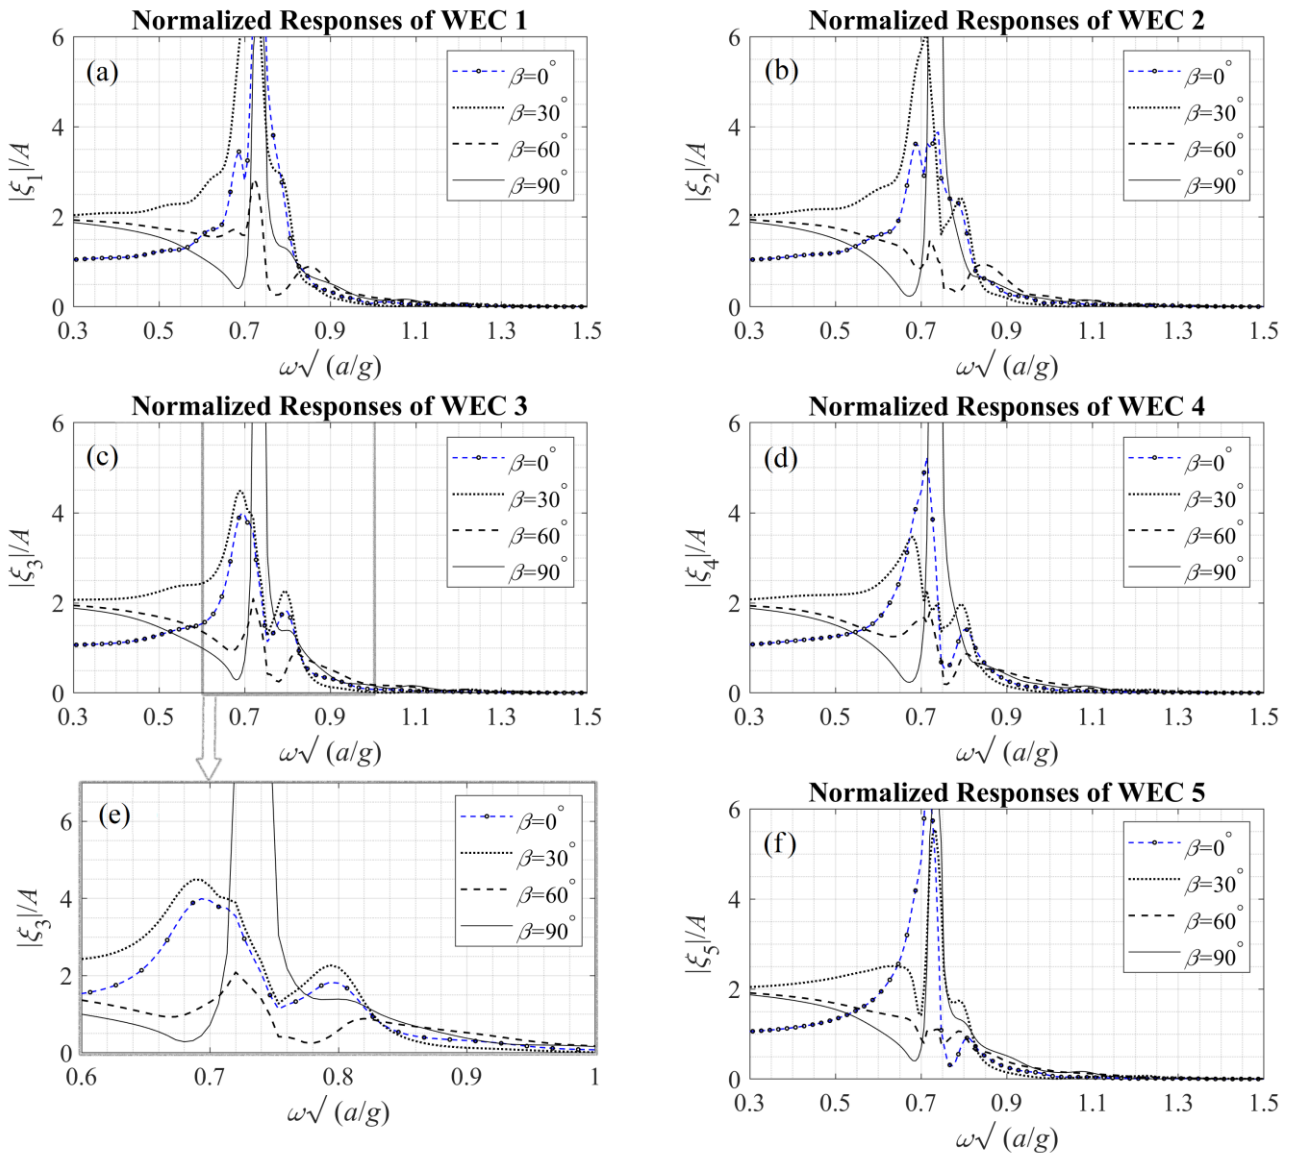 Normalized Responses of WEC 1
(a)
β=0°
β=30°
β=60°
β=90°
|ξ1|/A
6
4
2
0
0.3 0.5 0.7 0.9 1.1 1.3 1.5
ω√ (a/g)
Normalized Responses of WEC 2
(b)
β=0°
β=30°
β=60°
β=90°
|ξ2|/A
6
4
2
0
0.3 0.5 0.7 0.9 1.1 1.3 1.5
ω√ (a/g)
Normalized Responses of WEC 3
(c)
β=0°
β=30°
β=60°
β=90°
|ξ3|/A
6
4
2
0
0.3 0.5 0.7 0.9 1.1 1.3 1.5
ω√ (a/g)
Normalized Responses of WEC 4
(d)
β=0°
β=30°
β=60°
β=90°
|ξ4|/A
6
4
2
0
0.3 0.5 0.7 0.9 1.1 1.3 1.5
ω√ (a/g)
(e)
β=0°
β=30°
β=60°
β=90°
|ξ3|/A
6
4
2
0
0.6 0.7 0.8 0.9 1
ω√ (a/g)
Normalized Responses of WEC 5
(f)
β=0°
β=30°
β=60°
β=90°
|ξ5|/A
6
4
2
0
0.3 0.5 0.7 0.9 1.1 1.3 1.5
ω√ (a/g)